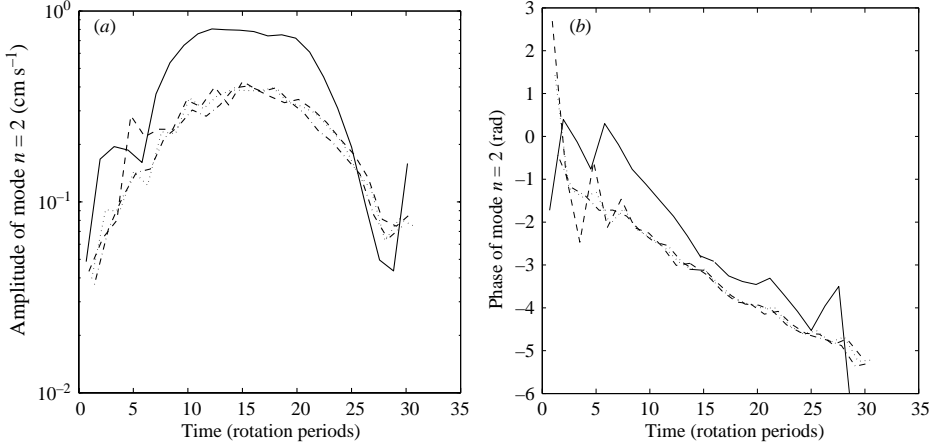 (a)
10⁰
10⁻¹
10⁻²
Amplitude of mode n = 2 (cm s⁻¹)
0 5 10 15 20 25 30 35
Time (rotation periods)
(b)
3
2
1
0
−1
−2
−3
−4
−5
−6
Phase of mode n = 2 (rad)
0 5 10 15 20 25 30 35
Time (rotation periods)